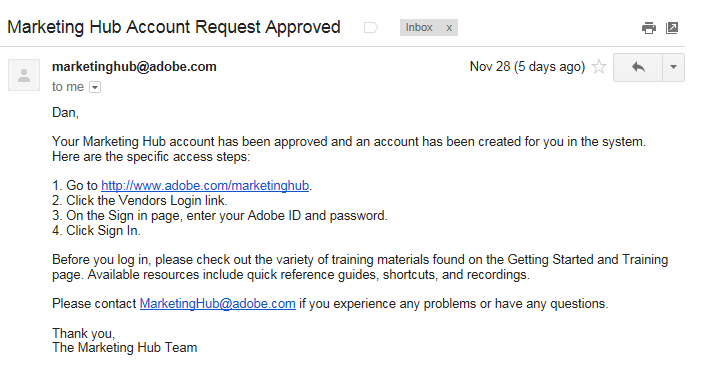 Marketing Hub Account Request Approved
Inbox x
marketinghub@adobe.com
Nov 28 (5 days ago)
to me
Dan,
Your Marketing Hub account has been approved and an account has been created for you in the system.
Here are the specific access steps:
1. Go to http://www.adobe.com/marketinghub.
2. Click the Vendors Login link.
3. On the Sign in page, enter your Adobe ID and password.
4. Click Sign In.
Before you log in, please check out the variety of training materials found on the Getting Started and Training
page. Available resources include quick reference guides, shortcuts, and recordings.
Please contact MarketingHub@adobe.com if you experience any problems or have any questions.
Thank you,
The Marketing Hub Team